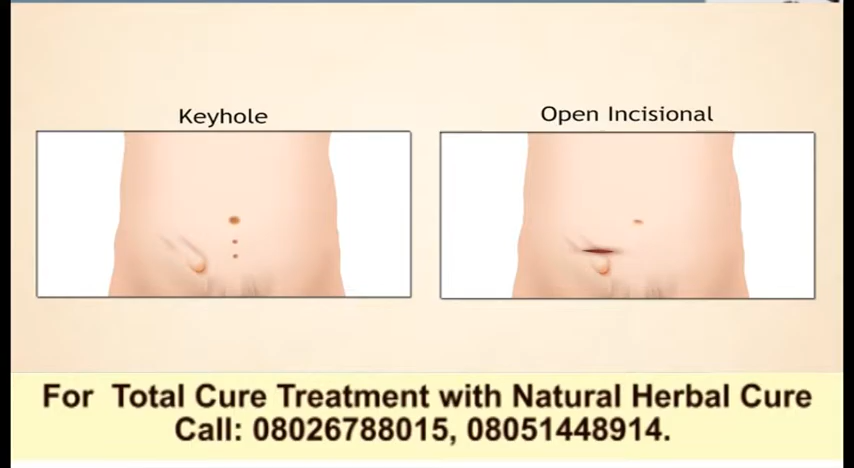 Keyhole
Open Incisional
For Total Cure Treatment with Natural Herbal Cure
Call: 08026788015, 08051448914.